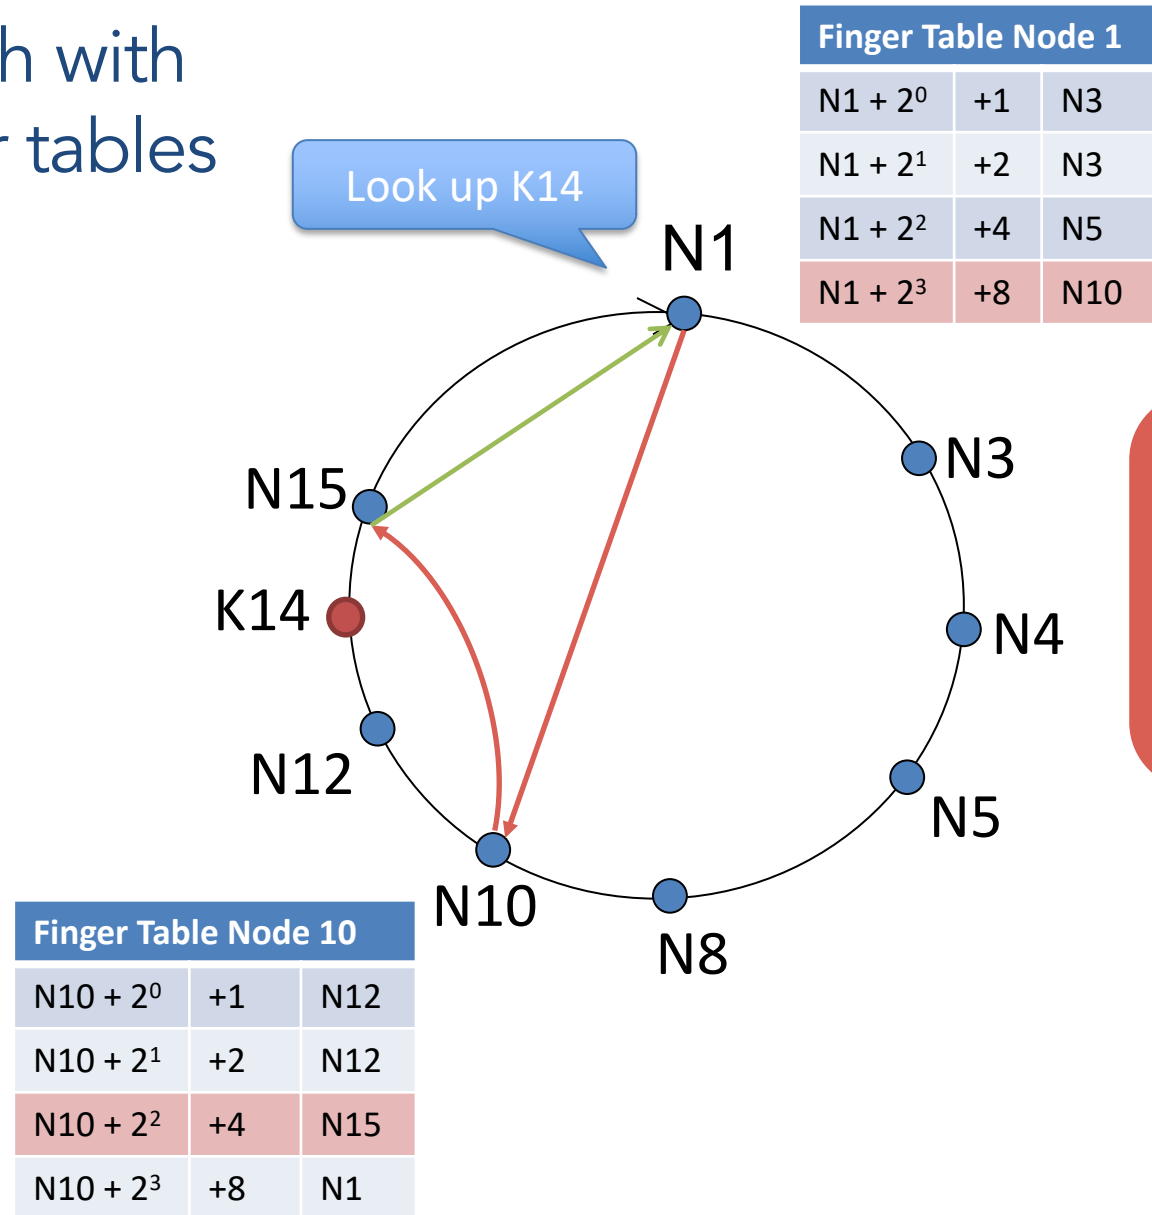 h with
r tables
Finger Table Node 1
N1 + 2⁰ +1 N3
N1 + 2¹ +2 N3
N1 + 2² +4 N5
N1 + 2³ +8 N10
Look up K14
N1
N15
N3
K14
N4
N12
N5
N10
N8
Finger Table Node 10
N10 + 2⁰ +1 N12
N10 + 2¹ +2 N12
N10 + 2² +4 N15
N10 + 2³ +8 N1